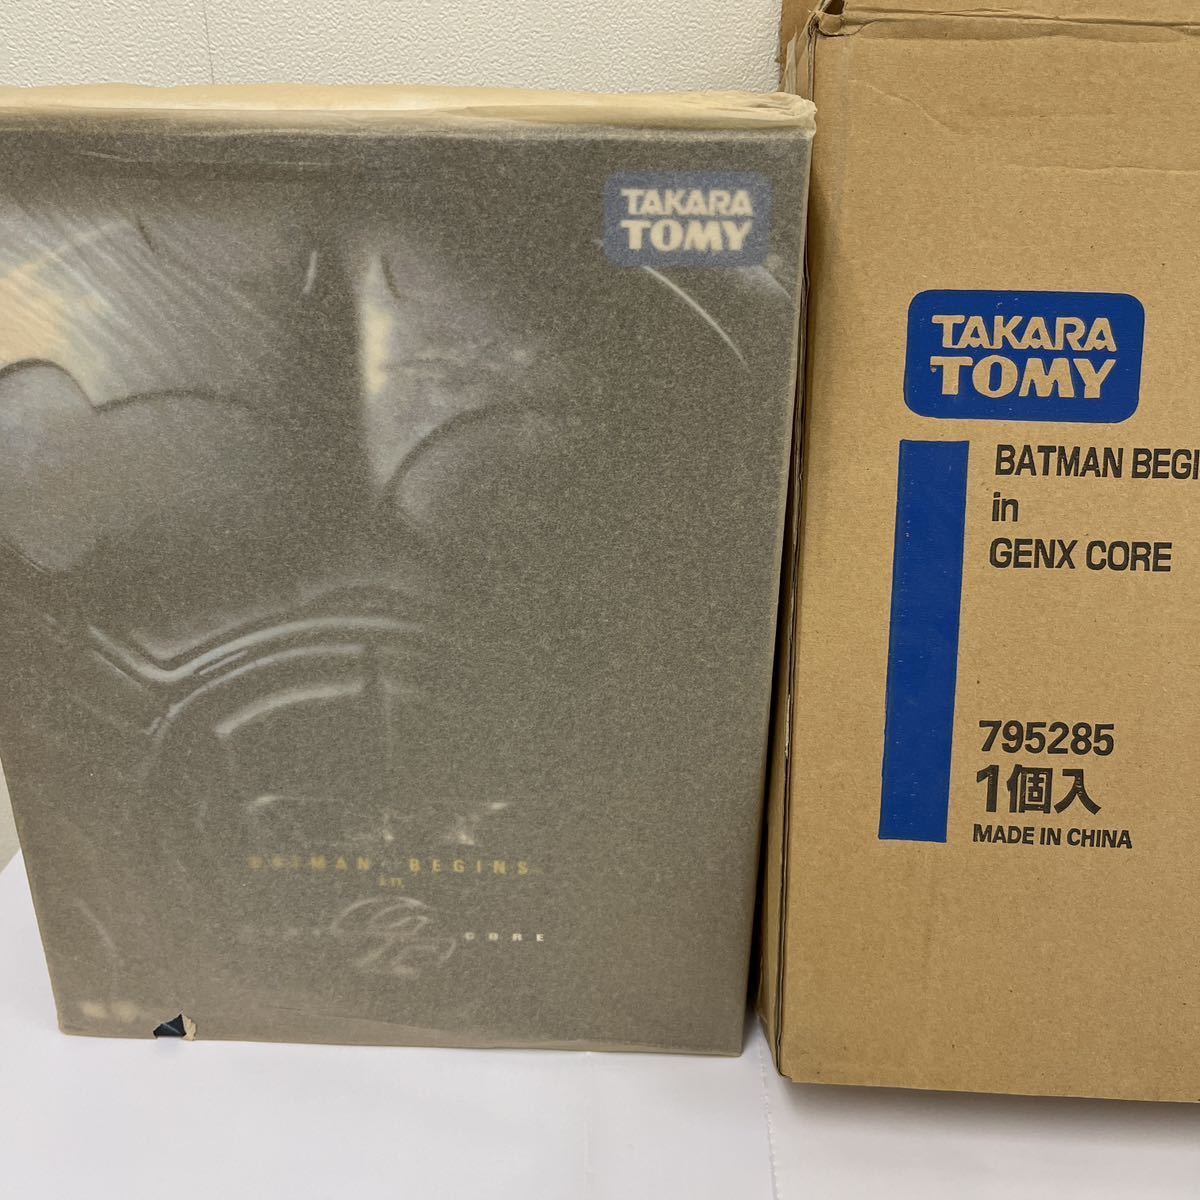 TAKARA
TOMY
BATMAN BEGINS
in
CORE
TAKARA
TOMY
BATMAN BEGI
in
GENX CORE
795285
1個入
MADE IN CHINA